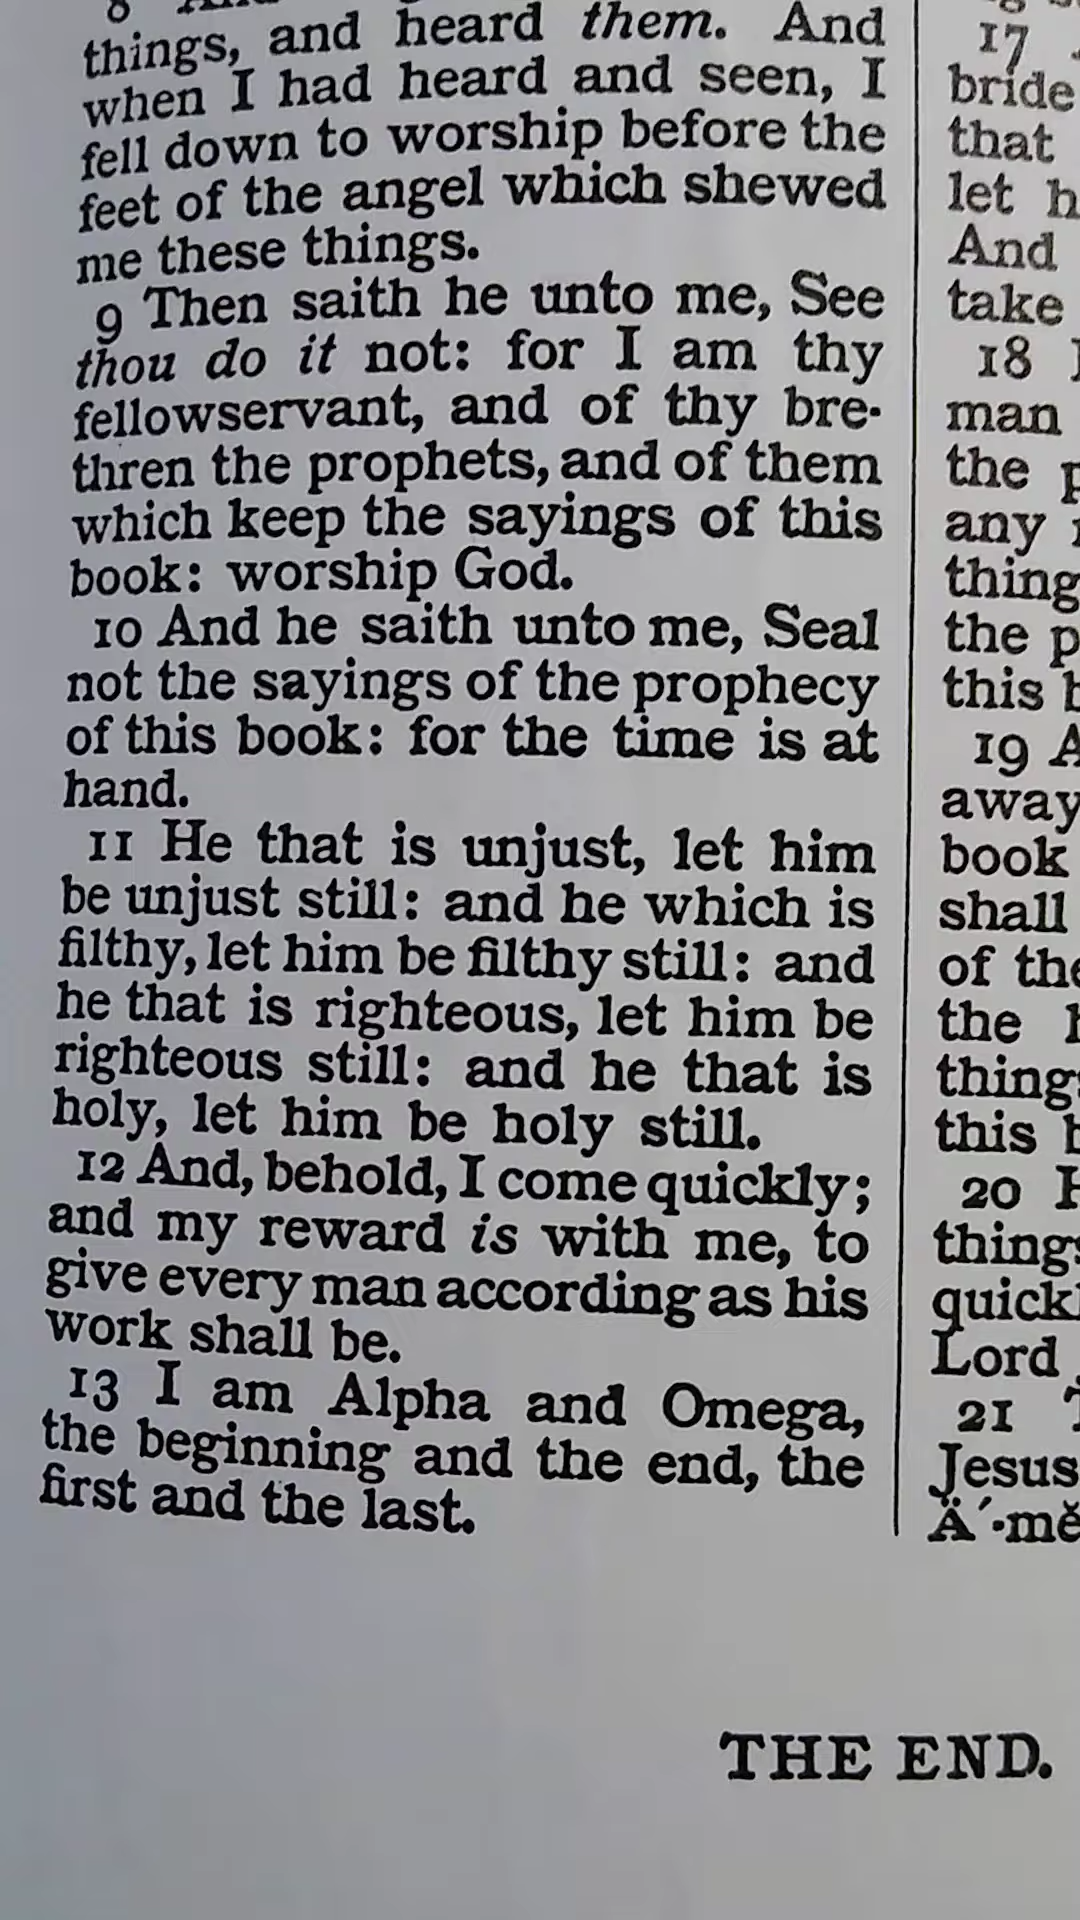 8 And
things, and heard them. And
when I had heard and seen, I
fell down to worship before the
feet of the angel which shewed
me these things.
9 Then saith he unto me, See
thou do it not: for I am thy
fellowservant, and of thy bre-
thren the prophets, and of them
which keep the sayings of this
book: worship God.
10 And he saith unto me, Seal
not the sayings of the prophecy
of this book: for the time is at
hand.
11 He that is unjust, let him
be unjust still: and he which is
filthy, let him be filthy still: and
he that is righteous, let him be
righteous still: and he that is
holy, let him be holy still.
12 And, behold, I come quickly;
and my reward is with me, to
give every man according as his
work shall be.
13 I am Alpha and Omega,
the beginning and the end, the
first and the last.
17
bride
that
let h
And
take
18
man
the p
any
thing
the p
this b
19 A
away
book
shall
of the
the
things
this b
20 H
things
quickl
Lord
21 T
Jesus
Ä´-mĕ
THE END.